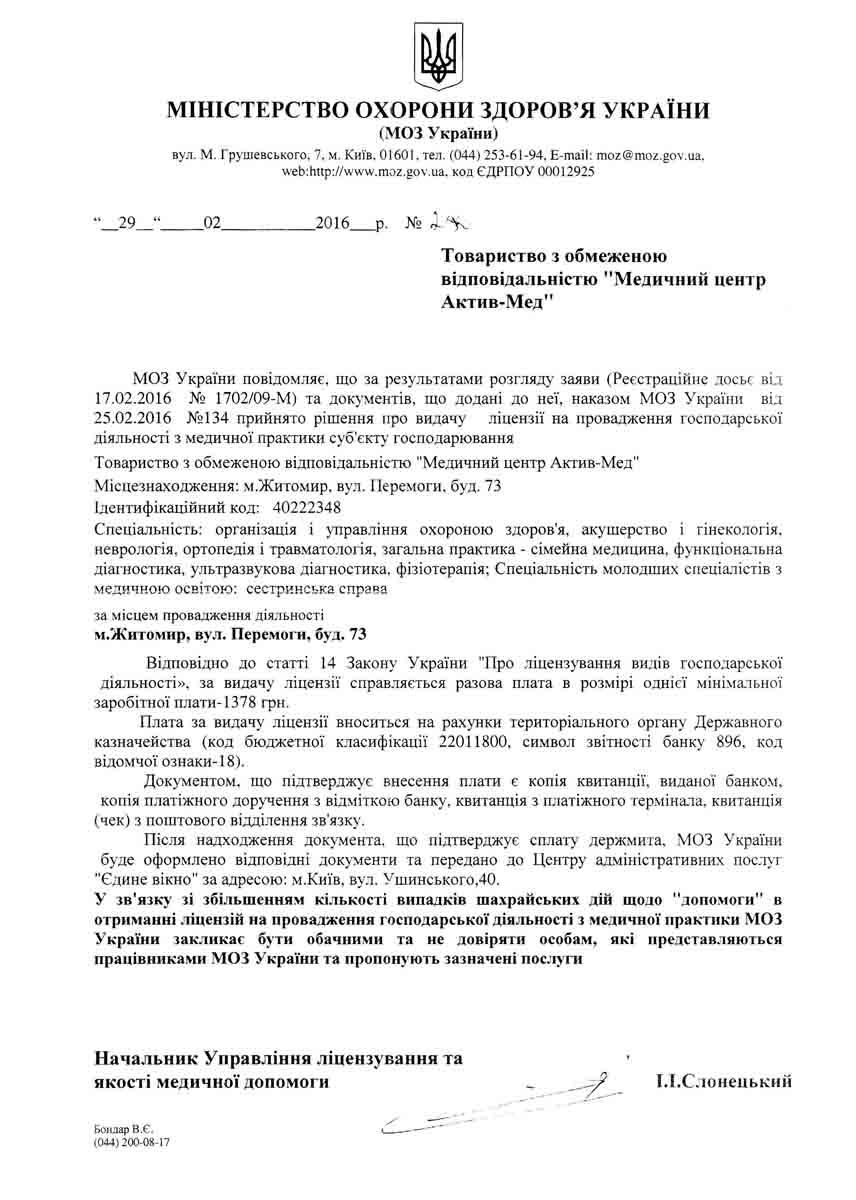 МІНІСТЕРСТВО ОХОРОНИ ЗДОРОВ’Я УКРАЇНИ
(МОЗ України)
вул. М. Грушевського, 7, м. Київ, 01601, тел. (044) 253-61-94, E-mail: moz@moz.gov.ua,
web:http://www.moz.gov.ua, код ЄДРПОУ 00012925
“__29__“_____02___________2016___р. №
Товариство з обмеженою
відповідальністю "Медичний центр
Актив-Мед"
МОЗ України повідомляє, що за результатами розгляду заяви (Реєстраційне досьє від
17.02.2016 № 1702/09-М) та документів, що додані до неї, наказом МОЗ України від
25.02.2016 №134 прийнято рішення про видачу ліцензії на провадження господарської
діяльності з медичної практики суб'єкту господарювання
Товариство з обмеженою відповідальністю "Медичний центр Актив-Мед"
Місцезнаходження: м.Житомир, вул. Перемоги, буд. 73
Ідентифікаційний код: 40222348
Спеціальність: організація і управління охороною здоров'я, акушерство і гінекологія,
неврологія, ортопедія і травматологія, загальна практика - сімейна медицина, функціональна
діагностика, ультразвукова діагностика, фізіотерапія; Спеціальність молодших спеціалістів з
медичною освітою: сестринська справа
за місцем провадження діяльності
м.Житомир, вул. Перемоги, буд. 73
Відповідно до статті 14 Закону України "Про ліцензування видів господарської
діяльності», за видачу ліцензії справляється разова плата в розмірі однієї мінімальної
заробітної плати-1378 грн.
Плата за видачу ліцензії вноситься на рахунки територіального органу Державного
казначейства (код бюджетної класифікації 22011800, символ звітності банку 896, код
відомчої ознаки-18).
Документом, що підтверджує внесення плати є копія квитанції, виданої банком,
копія платіжного доручення з відміткою банку, квитанція з платіжного термінала, квитанція
(чек) з поштового відділення зв'язку.
Після надходження документа, що підтверджує сплату держмита, МОЗ України
буде оформлено відповідні документи та передано до Центру адміністративних послуг
"Єдине вікно" за адресою: м.Київ, вул. Ушинського,40.
У зв'язку зі збільшенням кількості випадків шахрайських дій щодо "допомоги" в
отриманні ліцензій на провадження господарської діяльності з медичної практики МОЗ
України закликає бути обачними та не довіряти особам, які представляються
працівниками МОЗ України та пропонують зазначені послуги
Начальник Управління ліцензування та
якості медичної допомоги І.І.Слонецький
Бондар В.Є.
(044) 200-08-17